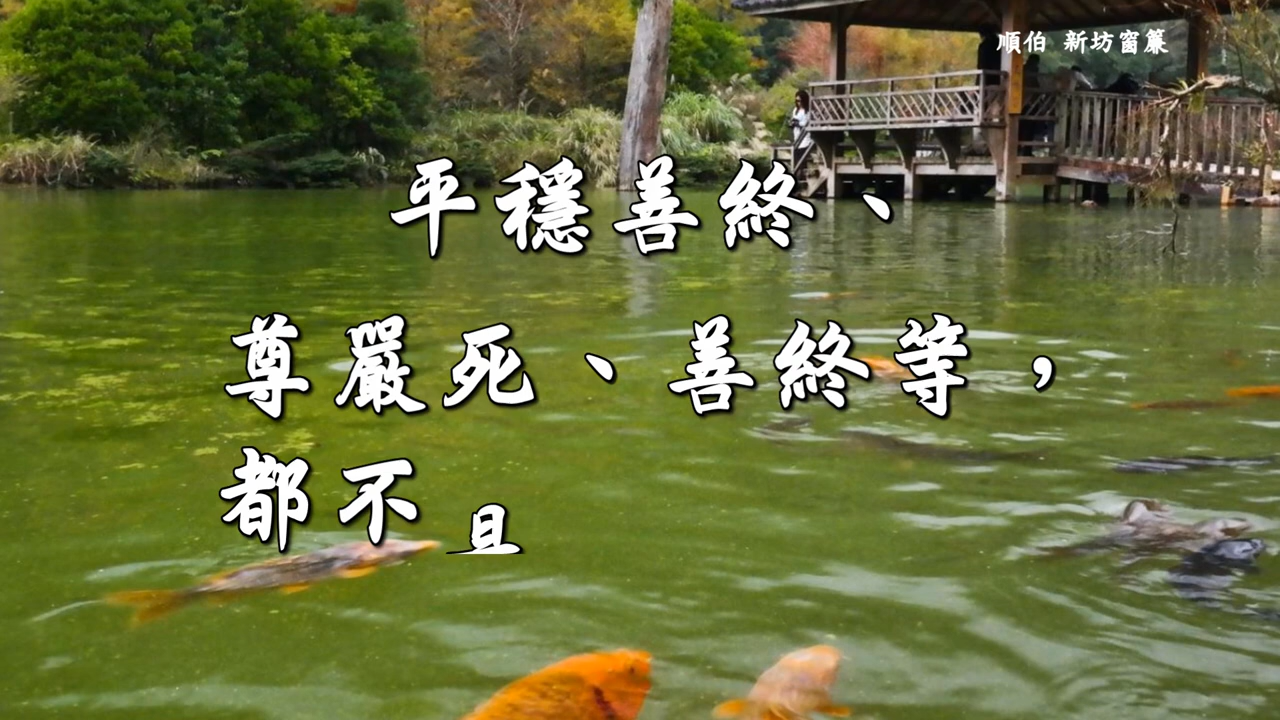 順伯 新坊窗簾
平穩善終、
尊嚴死、善終等，
都不